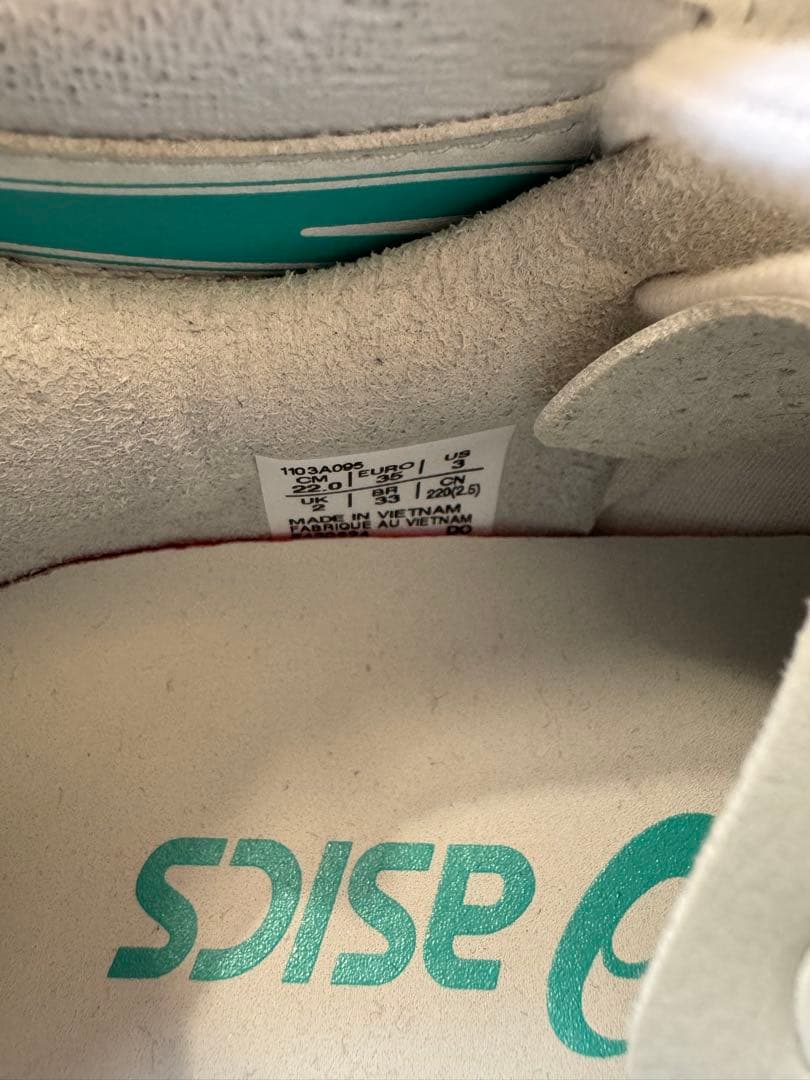 1103A095
CM | EURO | US
22.0 | 35 | 3
UK | BR | CN
2 | 33 | 220(2.5)
MADE IN VIETNAM
FABRIQUE AU VIETNAM
DO
asics